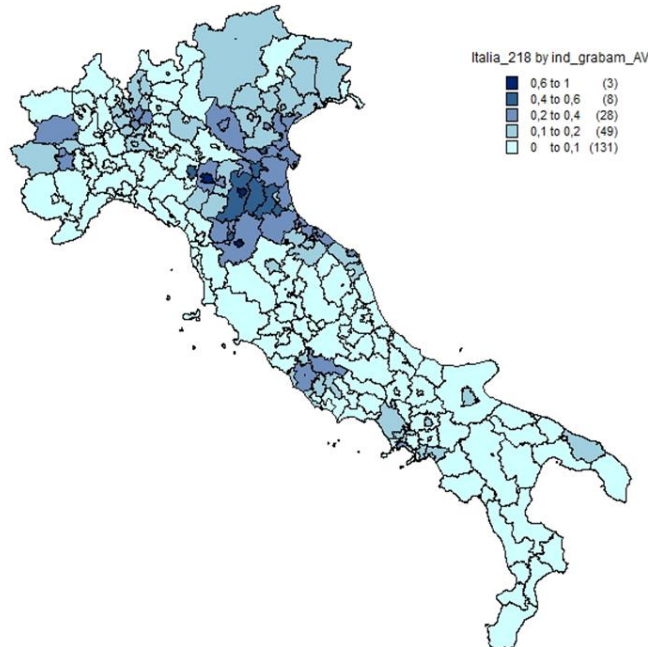 Italia_218 by ind_grabam_AV
0,6 to 1 (3)
0,4 to 0,6 (8)
0,2 to 0,4 (28)
0,1 to 0,2 (49)
0 to 0,1 (131)